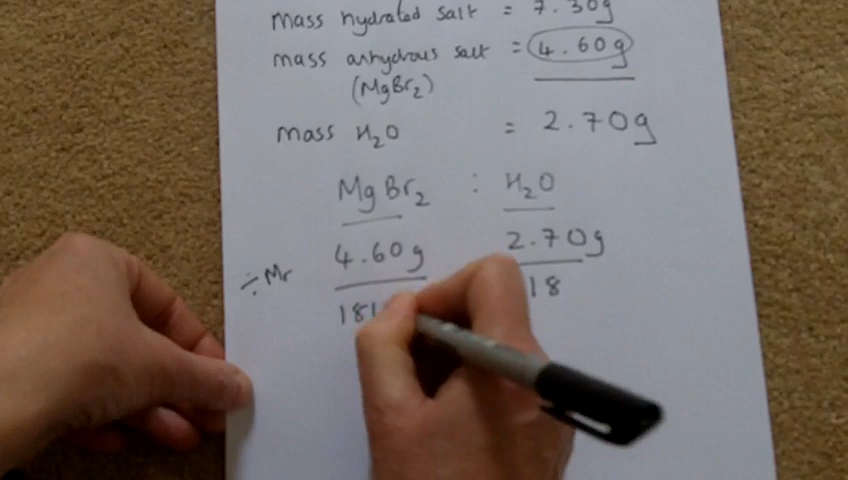 mass hydrated salt = 7.30g
mass anhydrous salt = 4.60g
(MgBr₂)
mass H₂O = 2.70g
MgBr₂ : H₂O
4.60g 2.70g
÷Mr
181 18